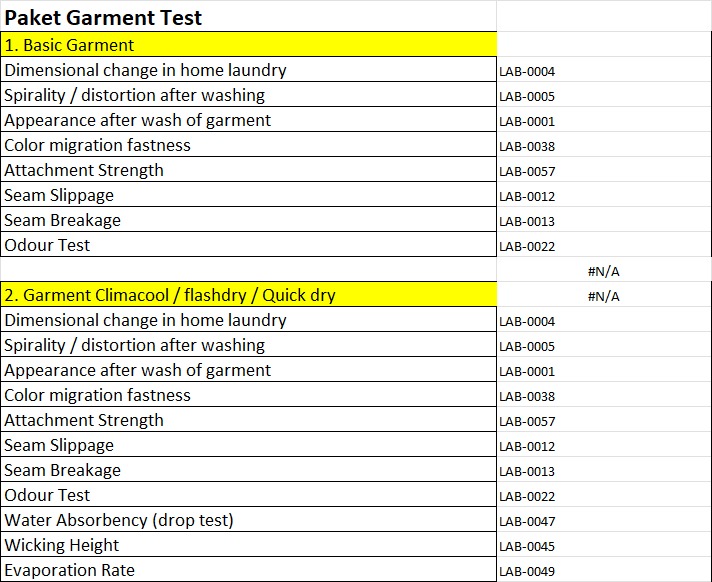 Paket Garment Test
1. Basic Garment
Dimensional change in home laundry LAB-0004
Spirality / distortion after washing LAB-0005
Appearance after wash of garment LAB-0001
Color migration fastness LAB-0038
Attachment Strength LAB-0057
Seam Slippage LAB-0012
Seam Breakage LAB-0013
Odour Test LAB-0022
#N/A
2. Garment Climacool / flashdry / Quick dry #N/A
Dimensional change in home laundry LAB-0004
Spirality / distortion after washing LAB-0005
Appearance after wash of garment LAB-0001
Color migration fastness LAB-0038
Attachment Strength LAB-0057
Seam Slippage LAB-0012
Seam Breakage LAB-0013
Odour Test LAB-0022
Water Absorbency (drop test) LAB-0047
Wicking Height LAB-0045
Evaporation Rate LAB-0049